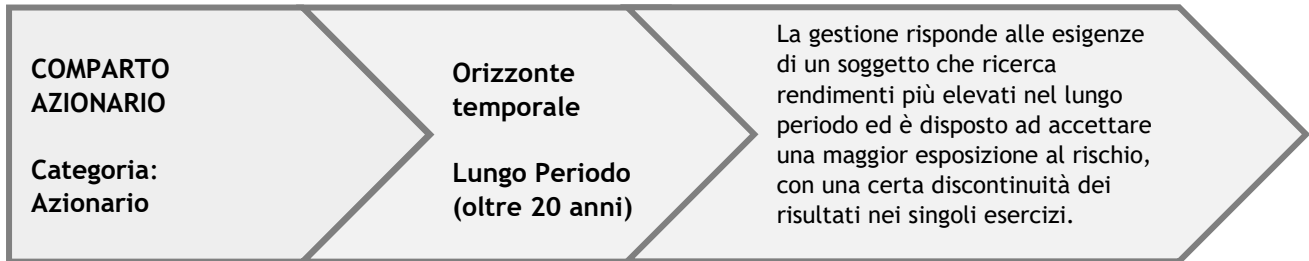 COMPARTO
AZIONARIO
Categoria:
Azionario
Orizzonte
temporale
Lungo Periodo
(oltre 20 anni)
La gestione risponde alle esigenze
di un soggetto che ricerca
rendimenti più elevati nel lungo
periodo ed è disposto ad accettare
una maggior esposizione al rischio,
con una certa discontinuità dei
risultati nei singoli esercizi.